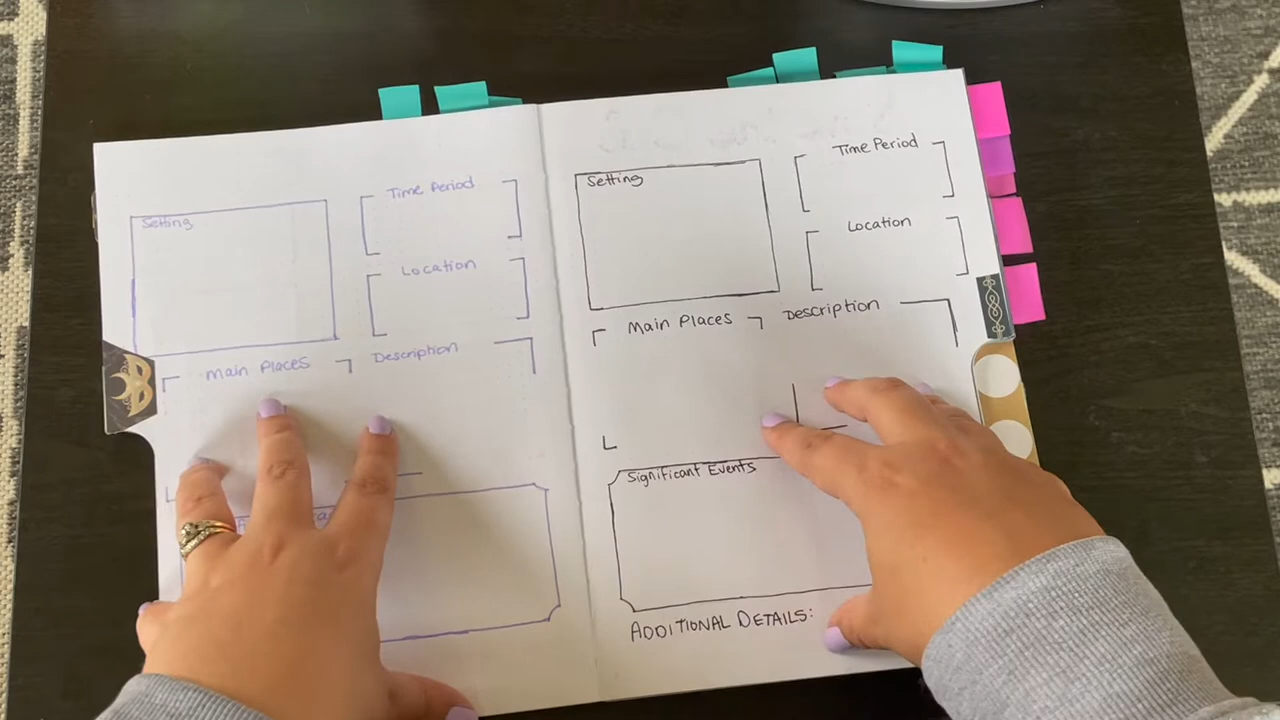 Setting
Time Period
Location
Main Places
Description
Setting
Time Period
Location
Main Places
Description
Significant Events
ADDITIONAL DETAILS: